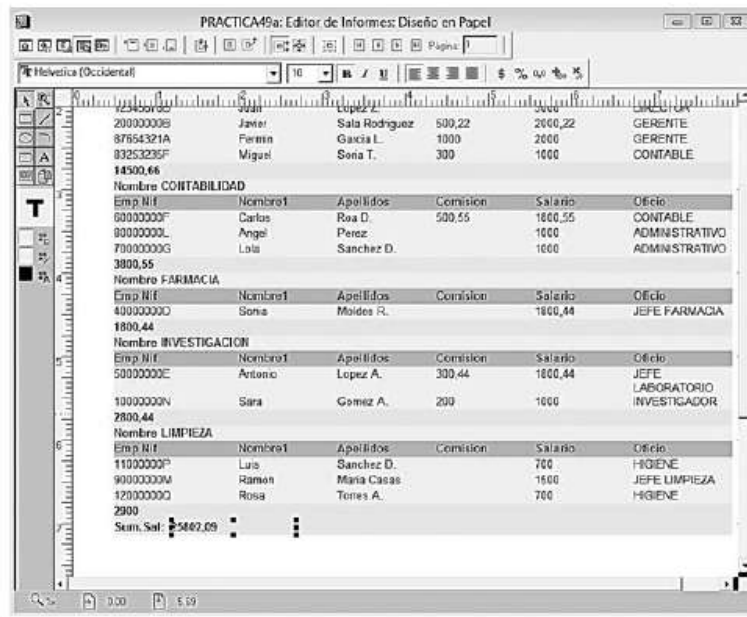 PRACTICA49a: Editor de Informes: Diseño en Papel
Página: 1
Helvetica (Occidental) 10 B I U $ %
Juan Lopez Z. 5000 DIRECTOR
20000000B Javier Sala Rodriguez 500,22 2000,22 GERENTE
87654321A Fermin Garcia L. 1000 2000 GERENTE
83253235F Miguel Soria T. 300 1000 CONTABLE
14500,66
Nombre CONTABILIDAD
Emp Nif Nombre1 Apellidos Comision Salario Oficio
60000000F Carlos Roa D. 500,55 1800,55 CONTABLE
80000000L Angel Perez 1000 ADMINISTRATIVO
70000000G Lola Sanchez D. 1000 ADMINISTRATIVO
3800,55
Nombre FARMACIA
Emp Nif Nombre1 Apellidos Comision Salario Oficio
40000000D Sonia Moldes R. 1800,44 JEFE FARMACIA
1800,44
Nombre INVESTIGACION
Emp Nif Nombre1 Apellidos Comision Salario Oficio
50000000E Antonio Lopez A. 300,44 1800,44 JEFE
LABORATORIO
10000000N Sara Gomez A. 200 1000 INVESTIGADOR
2800,44
Nombre LIMPIEZA
Emp Nif Nombre1 Apellidos Comision Salario Oficio
11000000P Luis Sanchez D. 700 HIGIENE
90000000M Ramon Maria Casas 1500 JEFE LIMPIEZA
12000000Q Rosa Torres A. 700 HIGIENE
2900
Sum. Sal: 25802,09
0.00 5.69